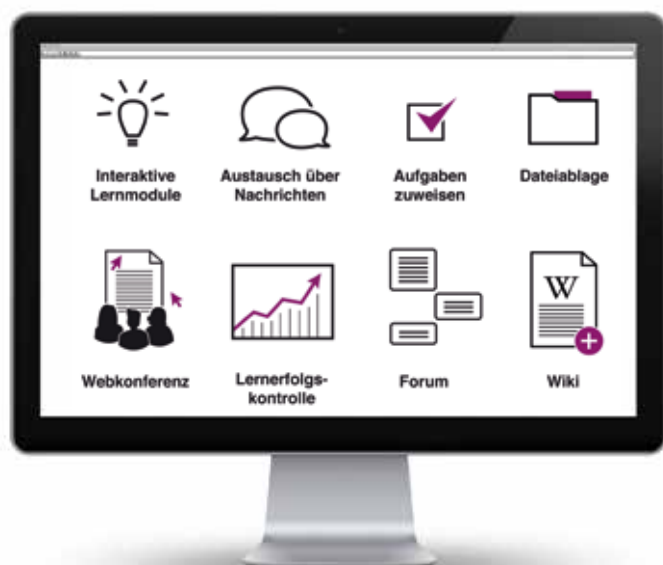 Interaktive
Lernmodule
Austausch über
Nachrichten
Aufgaben
zuweisen
Dateiablage
W
Webkonferenz
Lernerfolgs-
kontrolle
Forum
Wiki